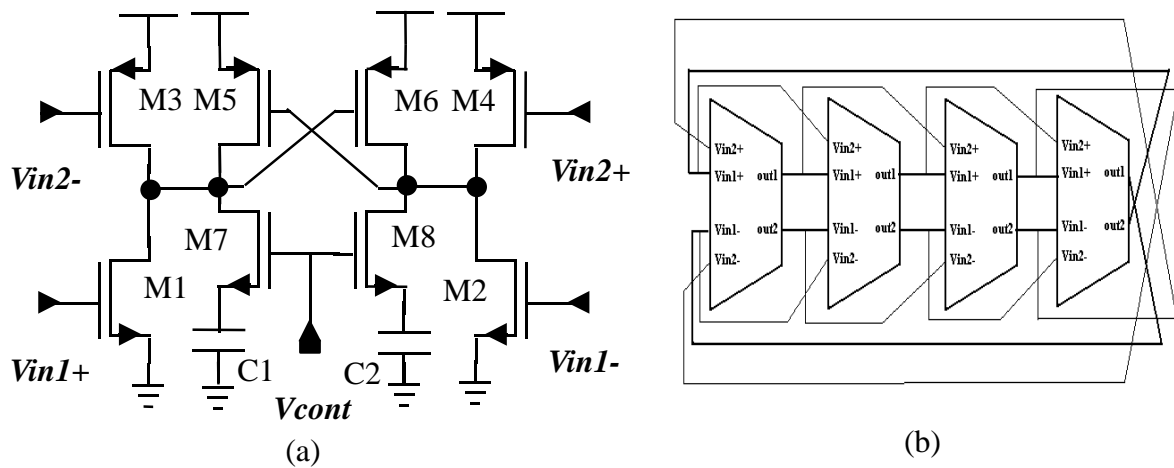 M3 M5 M6 M4
Vin2- Vin2+
M7 M8
M1 M2
Vin1+ C1 C2 Vin1-
Vcont
(a)
Vin2+ Vin2+ Vin2+ Vin2+
Vin1+ out1 Vin1+ out1 Vin1+ out1 Vin1+ out1
Vin1- out2 Vin1- out2 Vin1- out2 Vin1- out2
Vin2- Vin2- Vin2- Vin2-
(b)